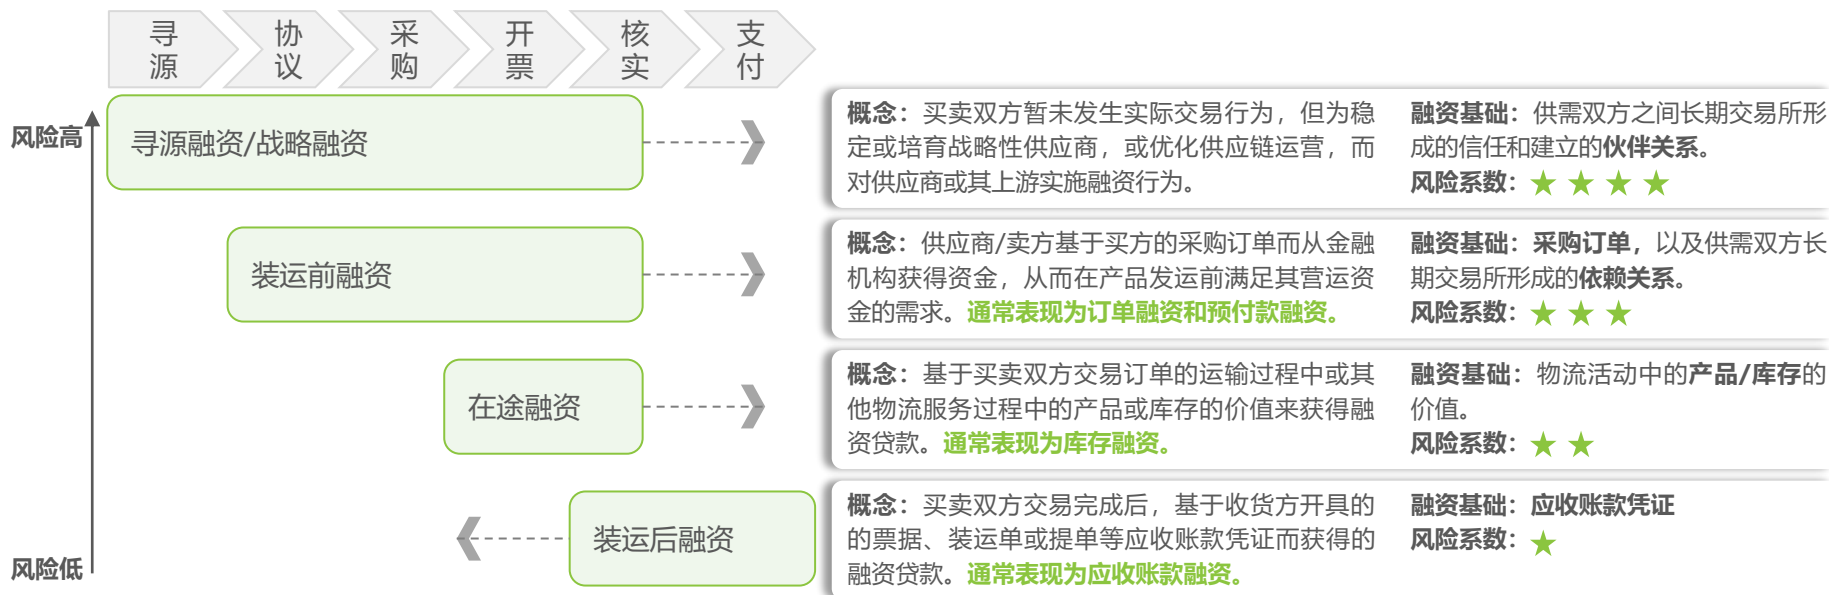 寻源
协议
采购
开票
核实
支付
风险高
寻源融资/战略融资
概念：买卖双方暂未发生实际交易行为，但为稳
定或培育战略性供应商，或优化供应链运营，而
对供应商或其上游实施融资行为。
融资基础：供需双方之间长期交易所形
成的信任和建立的伙伴关系。
风险系数：★ ★ ★ ★
装运前融资
概念：供应商/卖方基于买方的采购订单而从金融
机构获得资金，从而在产品发运前满足其营运资
金的需求。通常表现为订单融资和预付款融资。
融资基础：采购订单，以及供需双方长
期交易所形成的依赖关系。
风险系数：★ ★ ★
在途融资
概念：基于买卖双方交易订单的运输过程中或其
他物流服务过程中的产品或库存的价值来获得融
资贷款。通常表现为库存融资。
融资基础：物流活动中的产品/库存的
价值。
风险系数：★ ★
装运后融资
概念：买卖双方交易完成后，基于收货方开具的
的票据、装运单或提单等应收账款凭证而获得的
融资贷款。通常表现为应收账款融资。
融资基础：应收账款凭证
风险系数：★
风险低